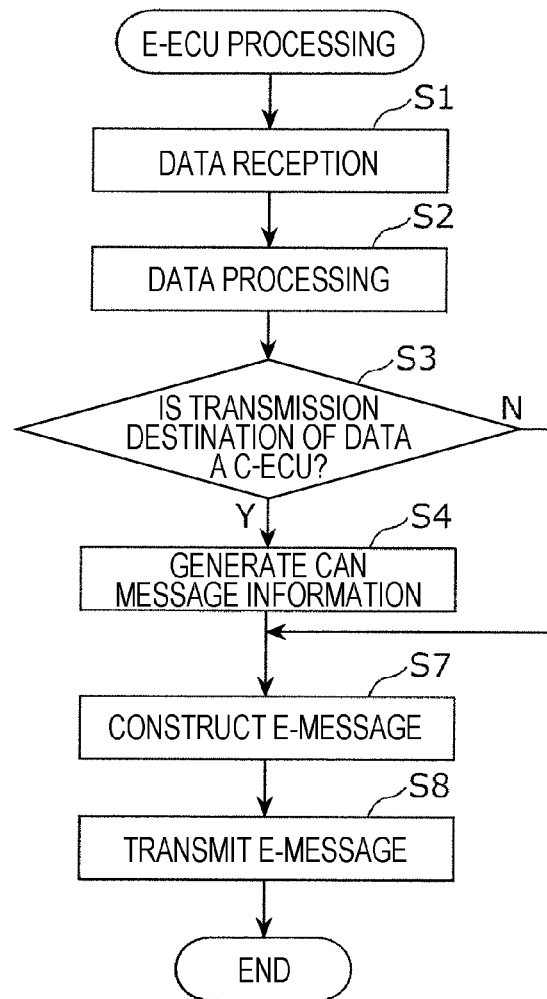 E-ECU PROCESSING
S1
DATA RECEPTION
S2
DATA PROCESSING
S3
IS TRANSMISSION
DESTINATION OF DATA
A C-ECU?
N
Y
S4
GENERATE CAN
MESSAGE INFORMATION
S7
CONSTRUCT E-MESSAGE
S8
TRANSMIT E-MESSAGE
END